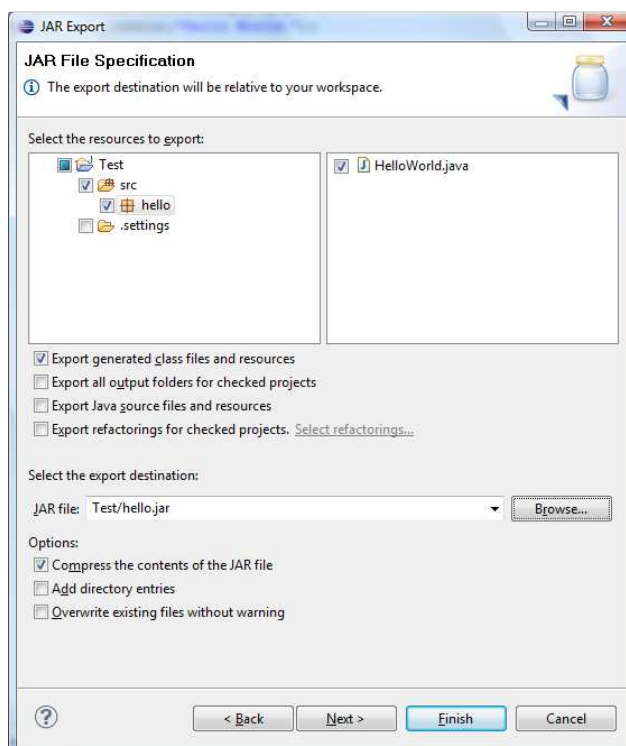 JAR Export
JAR File Specification
The export destination will be relative to your workspace.
Select the resources to export:
Test
src
hello
.settings
HelloWorld.java
Export generated class files and resources
Export all output folders for checked projects
Export Java source files and resources
Export refactorings for checked projects. Select refactorings...
Select the export destination:
JAR file: Test/hello.jar Browse...
Options:
Compress the contents of the JAR file
Add directory entries
Overwrite existing files without warning
? < Back Next > Finish Cancel